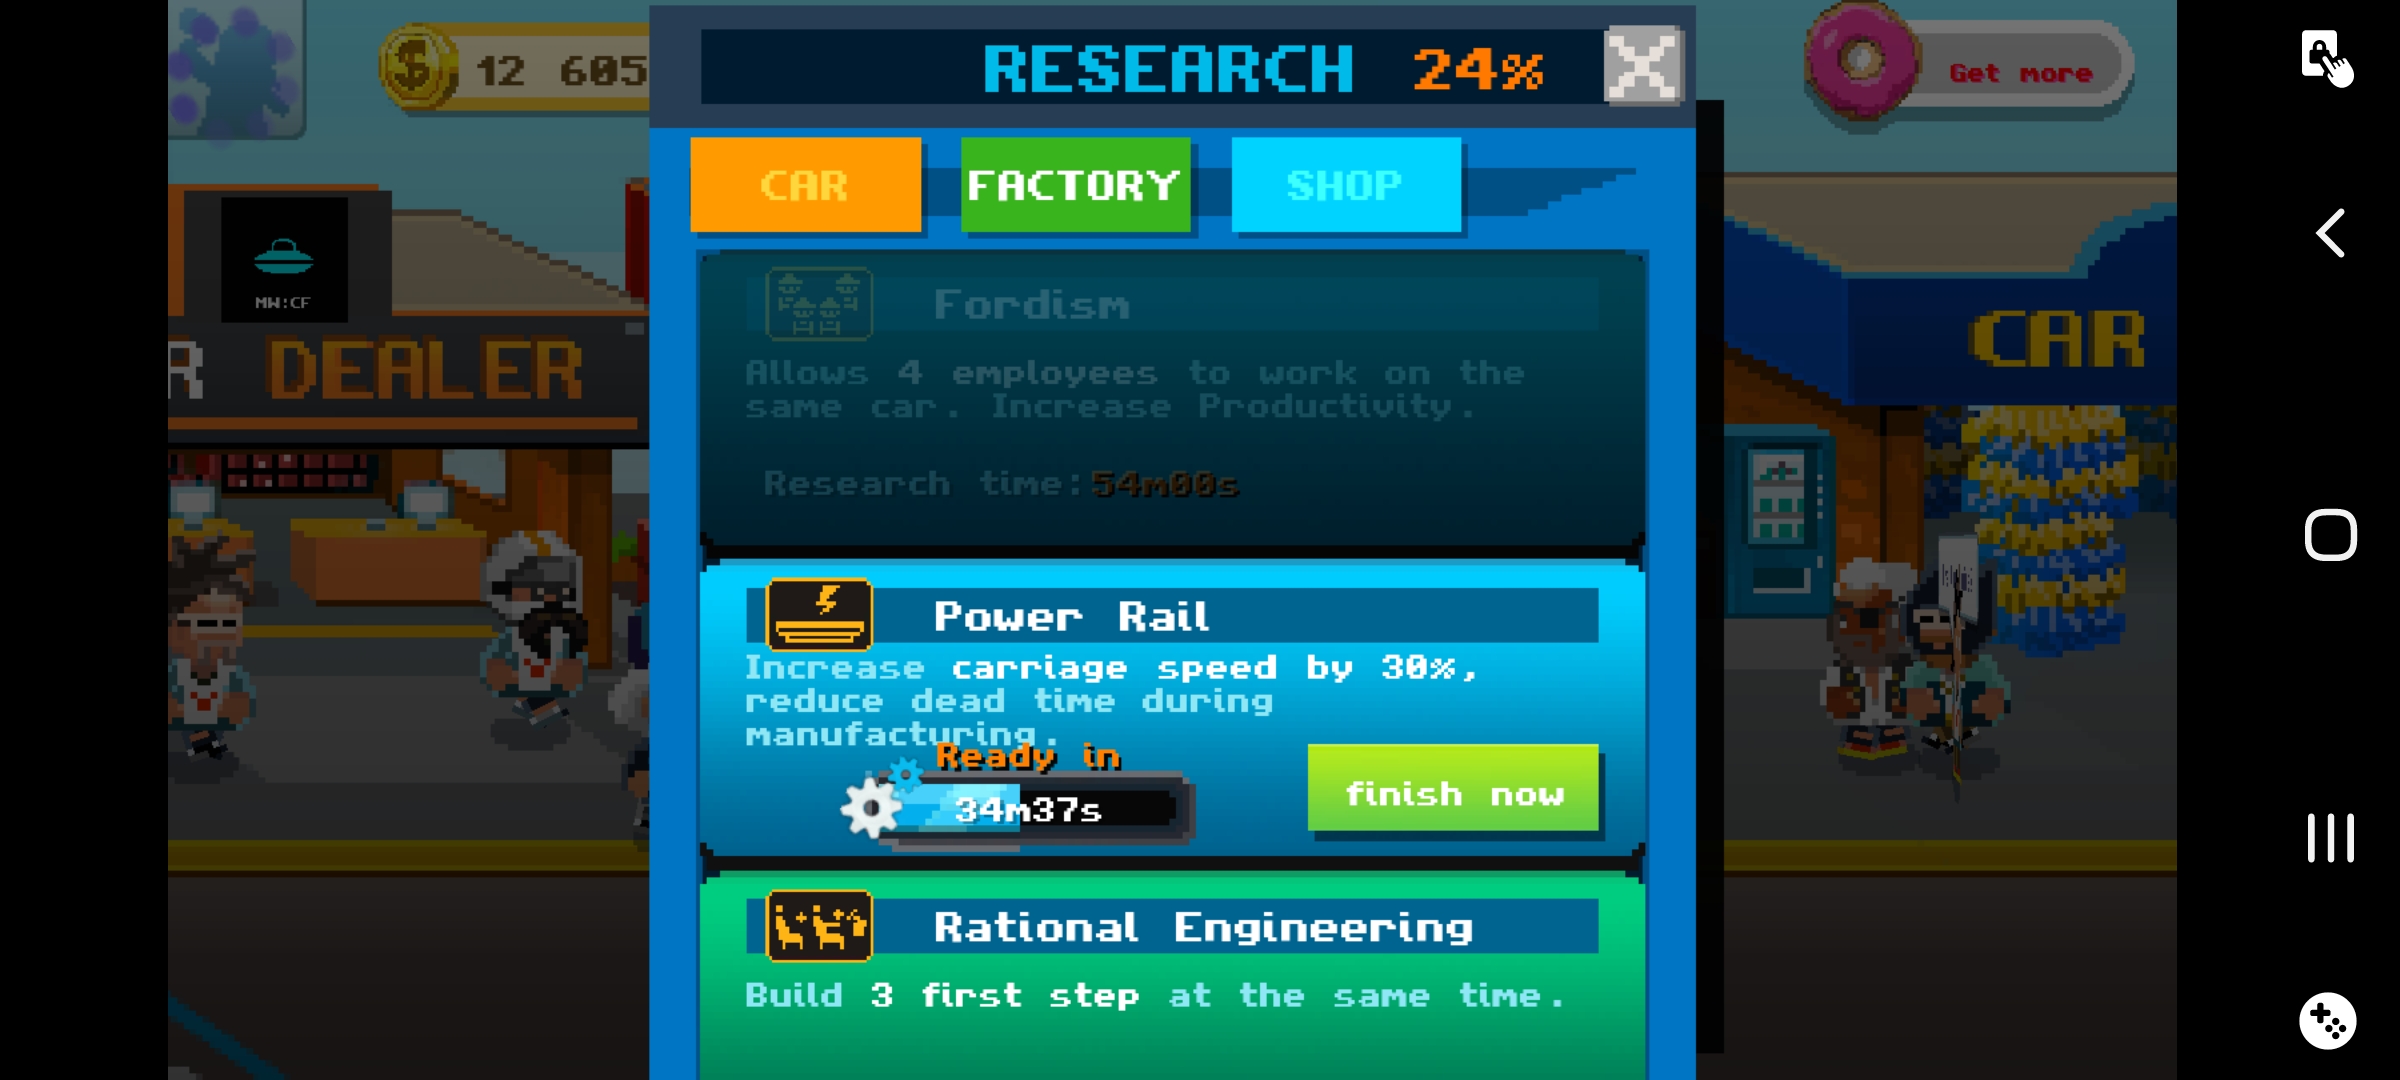 12 605
RESEARCH 24%
Get more
CAR
FACTORY
SHOP
MW:CF
R DEALER
CAR
Fordism
Allows 4 employees to work on the
same car. Increase Productivity.
Research time:54m00s
Power Rail
Increase carriage speed by 30%,
reduce dead time during
manufacturing.
Ready in
34m37s
finish now
Rational Engineering
Build 3 first step at the same time.